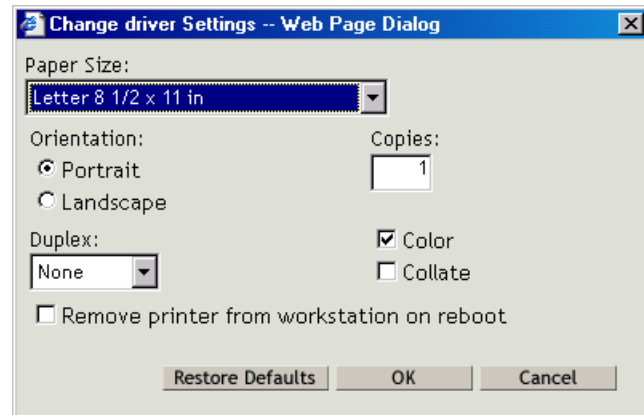 Change driver Settings -- Web Page Dialog
Paper Size:
Letter 8 1/2 x 11 in
Orientation:
Copies:
Portrait
1
Landscape
Duplex:
Color
None
Collate
Remove printer from workstation on reboot
Restore Defaults
OK
Cancel